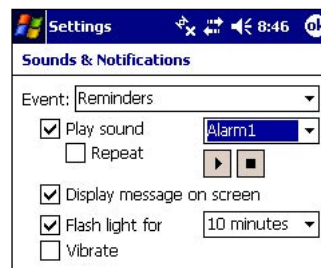 Settings 8:46 ok
Sounds & Notifications
Event: Reminders
Play sound Alarm1
Repeat
Display message on screen
Flash light for 10 minutes
Vibrate